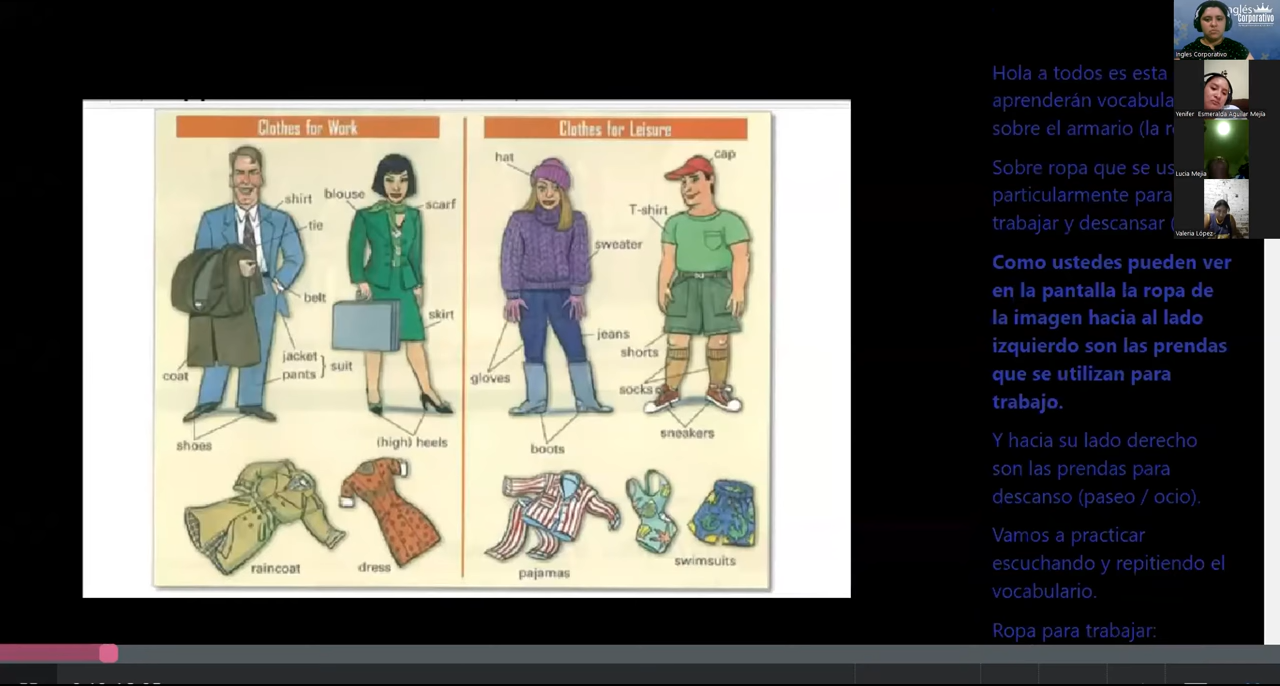 Clothes for Work
Clothes for Leisure
shirt
blouse
scarf
tie
belt
skirt
jacket
pants
suit
coat
shoes
(high) heels
raincoat
dress
hat
cap
T-shirt
sweater
jeans
shorts
gloves
socks
sneakers
boots
pajamas
swimsuits
Hola a todos es esta
aprenderán
sobre el armario (la
Sobre ropa que se
particularmente para
trabajar y descansar
Como ustedes pueden ver
en la pantalla la ropa de
la imagen hacia al lado
izquierdo son las prendas
que se utilizan para
trabajo.
Y hacia su lado derecho
son las prendas para
descanso (paseo / ocio).
Vamos a practicar
escuchando y repitiendo el
vocabulario.
Ropa para trabajar:
Inglés
Corporativo
Ingles Corporativo
Yenifer Esmeralda Aguilar Mejía
Lucia Mejia
Valeria López